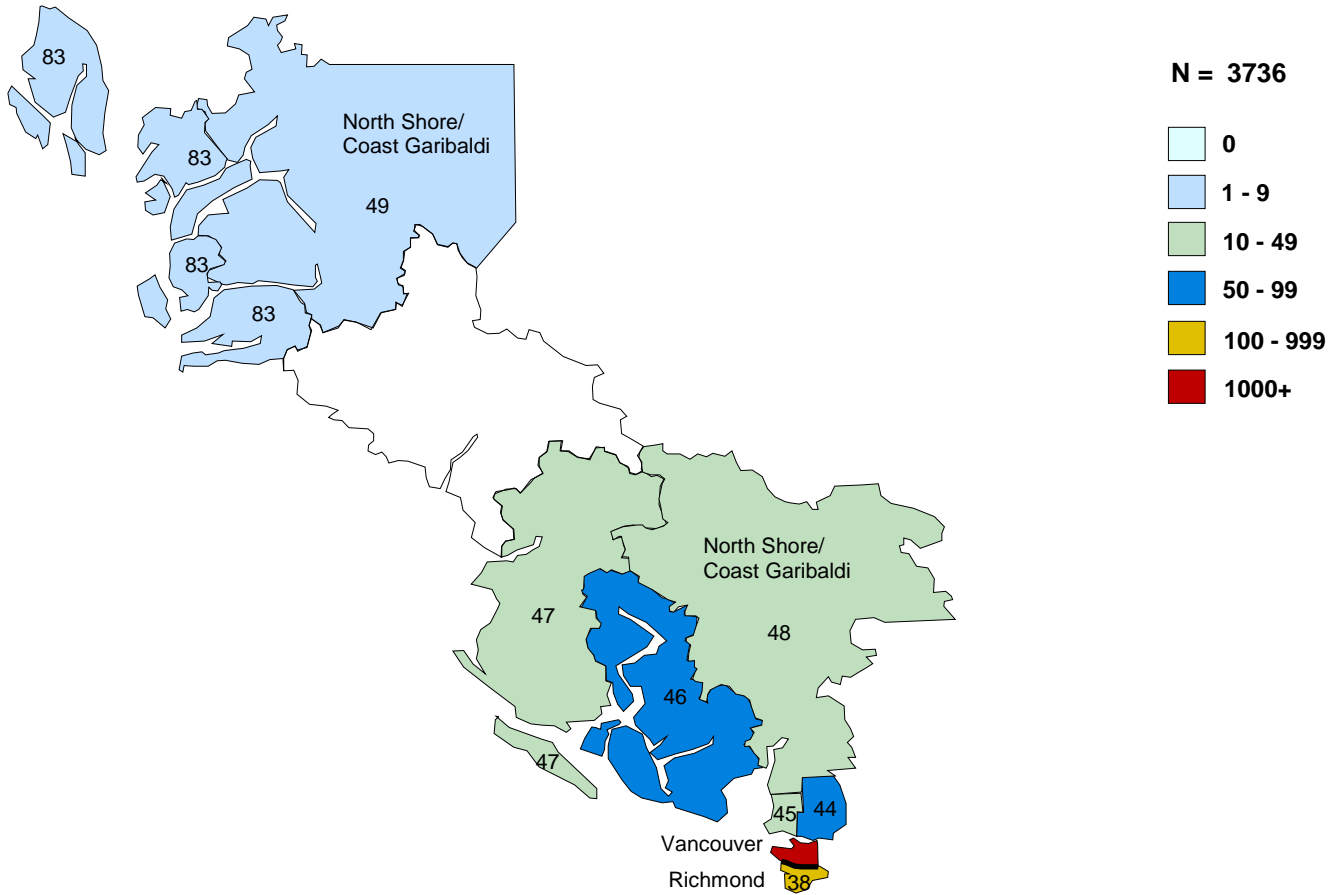 83
N = 3736
North Shore/
Coast Garibaldi
0
83
1 - 9
49
10 - 49
83
50 - 99
83
100 - 999
1000+
North Shore/
Coast Garibaldi
47
48
46
47
45
44
Vancouver
Richmond
38